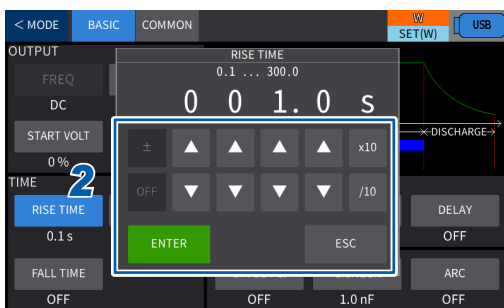 < MODE BASIC COMMON W SET(W) USB
OUTPUT
RISE TIME
0.1 ... 300.0
FREQ
DC
0 0 1. 0 s
START VOLT
0 %
± x10
DISCHARGE
OFF /10
TIME
2
RISE TIME
0.1 s
DELAY
OFF
ENTER ESC
FALL TIME
OFF
OFF
1.0 nF
ARC
OFF